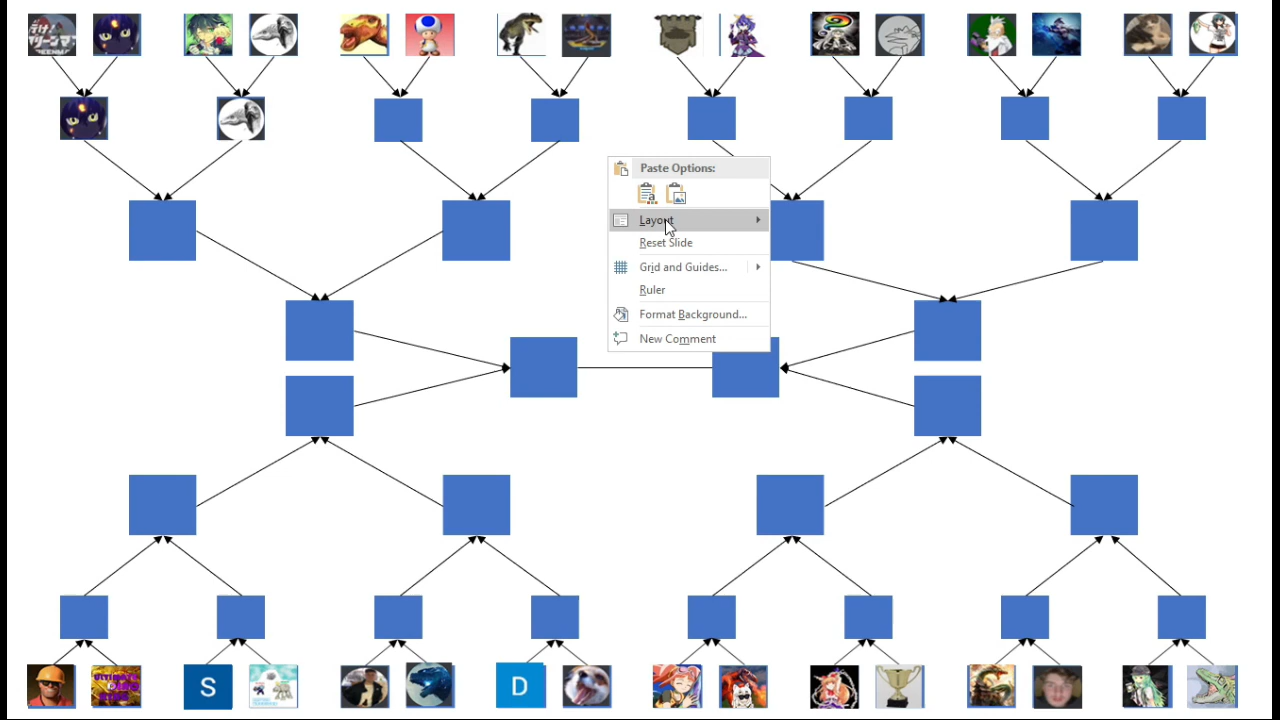 Paste Options:
Layout
Reset Slide
Grid and Guides...
Ruler
Format Background...
New Comment
S
D